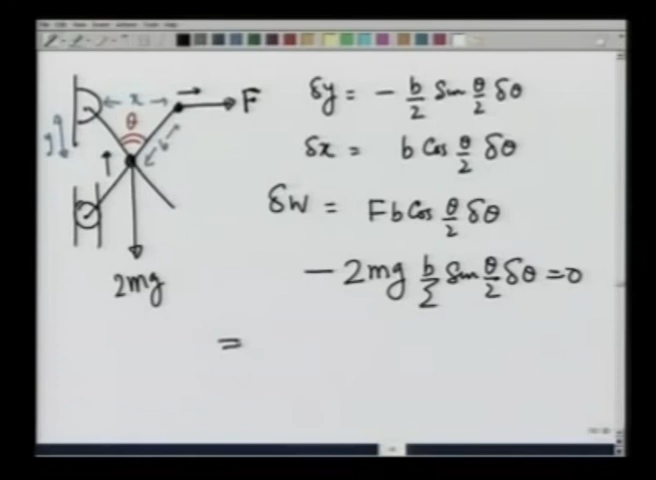 x
F
θ
y
b
2mg
δy = - b/2 Sin θ/2 δθ
δx = b Cos θ/2 δθ
δW = F b Cos θ/2 δθ
- 2mg b/2 Sin θ/2 δθ = 0
=